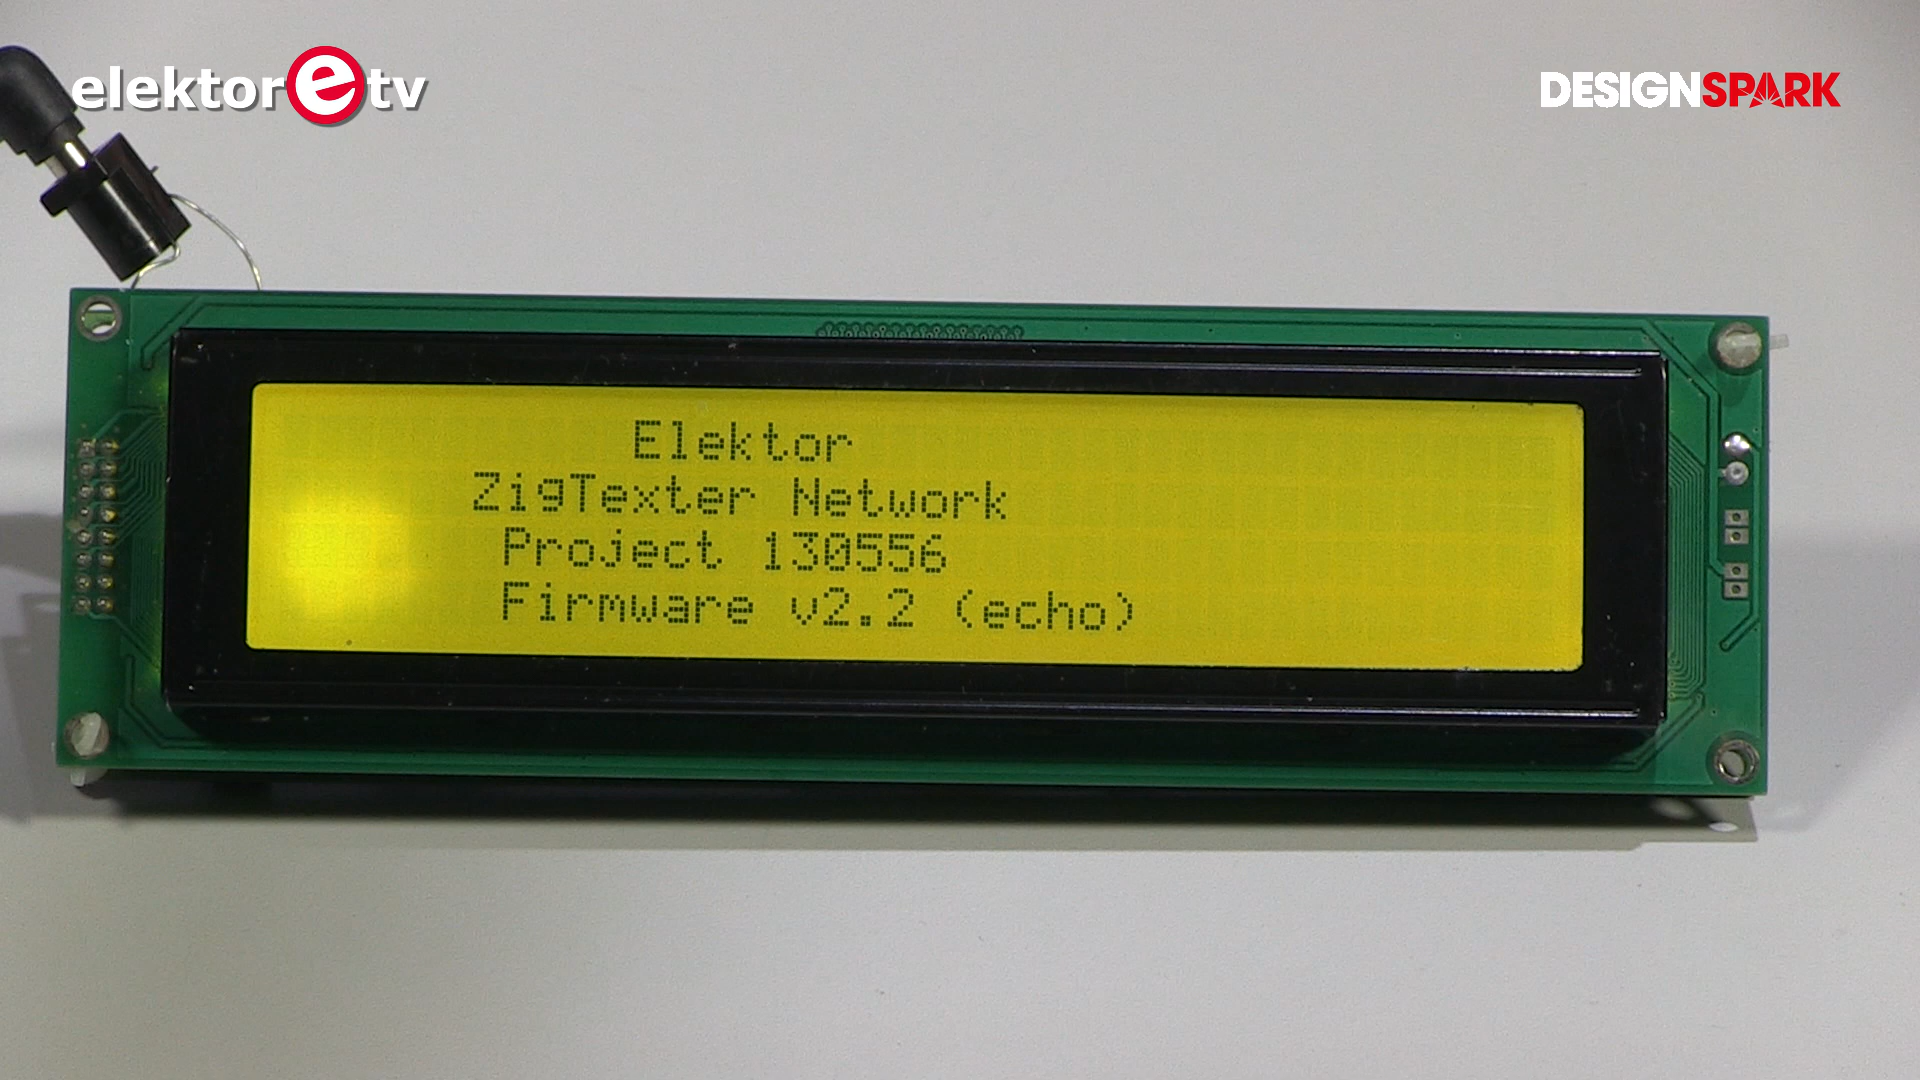 elektor e tv
DESIGNSPARK
Elektor
ZigTexter Network
Project 130556
Firmware v2.2 (echo)